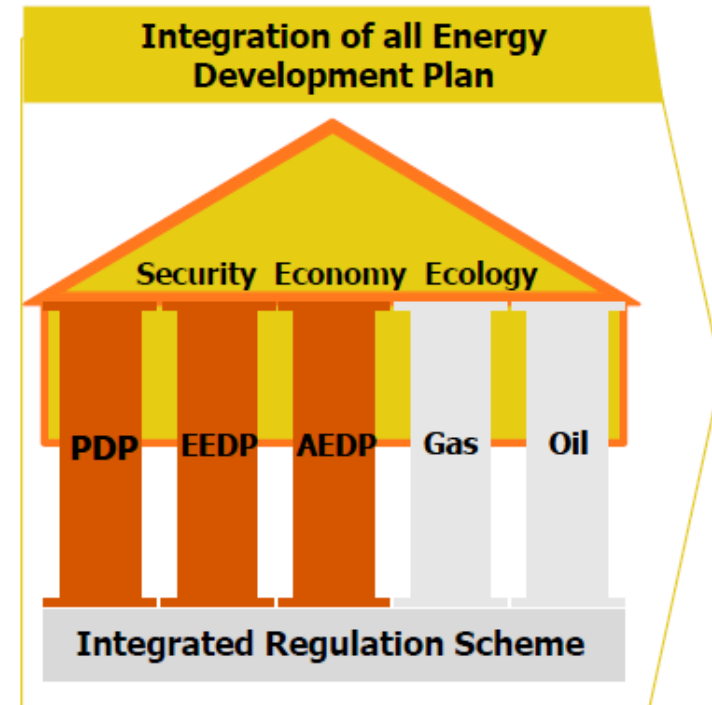 Integration of all Energy
Development Plan
Security Economy Ecology
PDP EEDP AEDP Gas Oil
Integrated Regulation Scheme